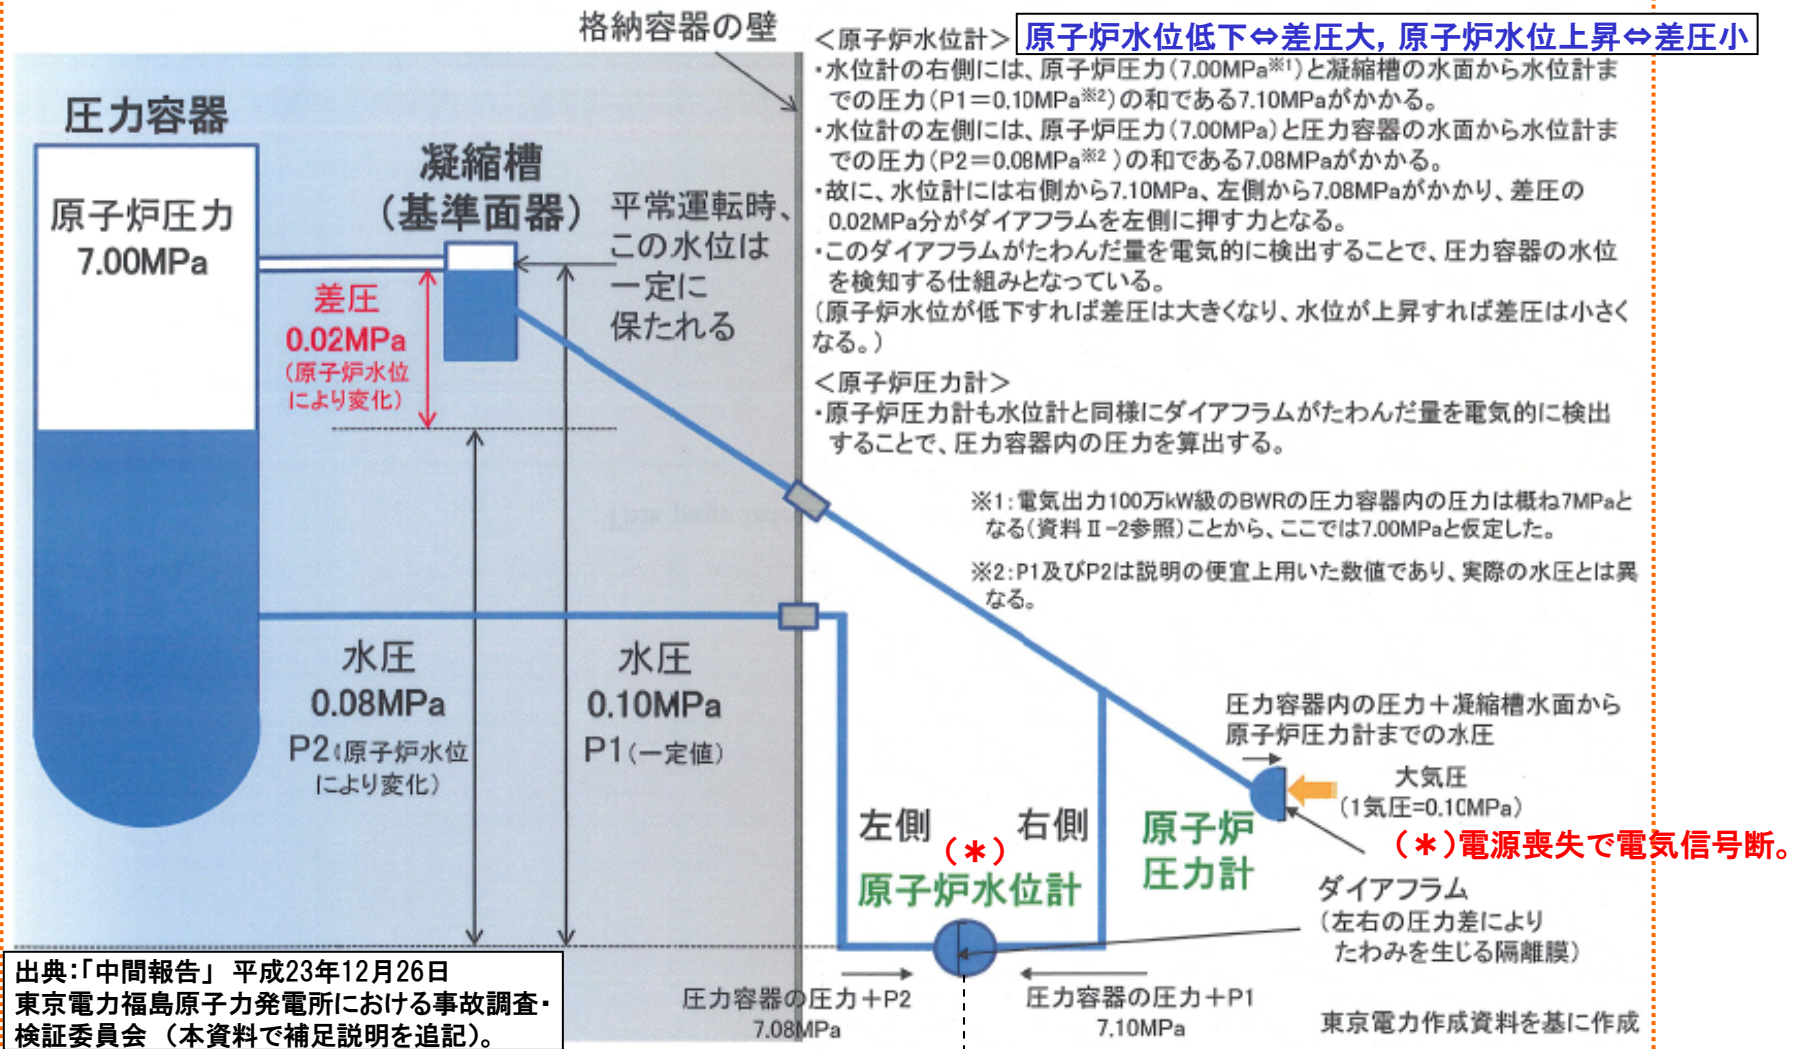 格納容器の壁
<原子炉水位計>
原子炉水位低下⇔差圧大, 原子炉水位上昇⇔差圧小
・水位計の右側には、原子炉圧力(7.00MPa※1)と凝縮槽の水面から水位計ま
での圧力(P1=0.10MPa※2)の和である7.10MPaがかかる。
・水位計の左側には、原子炉圧力(7.00MPa)と圧力容器の水面から水位計ま
での圧力(P2=0.08MPa※2 )の和である7.08MPaがかかる。
・故に、水位計には右側から7.10MPa、左側から7.08MPaがかかり、差圧の
0.02MPa分がダイアフラムを左側に押す力となる。
・このダイアフラムがたわんだ量を電気的に検出することで、圧力容器の水位
を検知する仕組みとなっている。
(原子炉水位が低下すれば差圧は大きくなり、水位が上昇すれば差圧は小さく
なる。)
<原子炉圧力計>
・原子炉圧力計も水位計と同様にダイアフラムがたわんだ量を電気的に検出
することで、圧力容器内の圧力を算出する。
※1:電気出力100万kW級のBWRの圧力容器内の圧力は概ね7MPaと
なる(資料Ⅱ-2参照)ことから、ここでは7.00MPaと仮定した。
※2:P1及びP2は説明の便宜上用いた数値であり、実際の水圧とは異
なる。
圧力容器
原子炉圧力
7.00MPa
凝縮槽
(基準面器)
平常運転時、
この水位は
一定に
保たれる
差圧
0.02MPa
(原子炉水位
により変化)
水圧
0.08MPa
P2(原子炉水位
により変化)
水圧
0.10MPa
P1(一定値)
圧力容器内の圧力+凝縮槽水面から
原子炉圧力計までの水圧
大気圧
(1気圧=0.10MPa)
(*)電源喪失で電気信号断。
左側
(*)
右側
原子炉水位計
原子炉
圧力計
ダイアフラム
(左右の圧力差により
たわみを生じる隔離膜)
圧力容器の圧力+P2
7.08MPa
圧力容器の圧力+P1
7.10MPa
東京電力作成資料を基に作成
出典:「中間報告」 平成23年12月26日
東京電力福島原子力発電所における事故調査・
検証委員会 (本資料で補足説明を追記)。